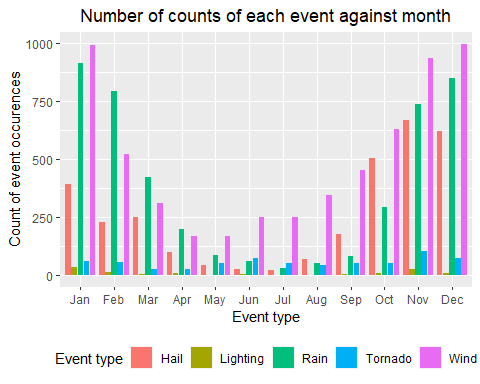 Number of counts of each event against month
Count of event occurences
1000
750
500
250
0
Jan Feb Mar Apr May Jun Jul Aug Sep Oct Nov Dec
Event type
Event type Hail Lighting Rain Tornado Wind